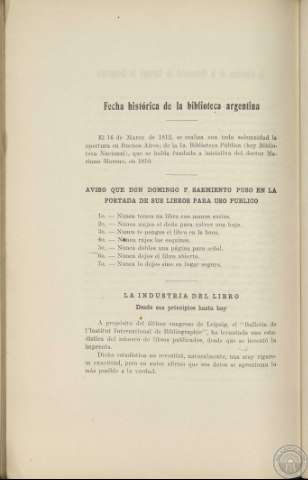 Fecha histórica de la biblioteca argentina
El 16 de Marzo de 1812, se realiza con toda solemnidad la
apertura en Buenos Aires, de la 1a. Biblioteca Pública (hoy Biblio-
teca Nacional), que se había fundado a iniciativa del doctor Ma-
riano Moreno, en 1810.
AVISO QUE DON DOMINGO F. SARMIENTO PUSO EN LA
PORTADA DE SUS LIBROS PARA USO PUBLICO
1o. — Nunca tomes un libro con manos sucias.
2o. — Nunca mojes el dedo para volver una hoja.
3o. — Nunca te pongas el libro en la boca.
4o. — Nunca rajes las esquinas.
5o. — Nunca dobles una página para señal.
6o. — Nunca dejes el libro abierto.
7o. — Nunca lo dejes sino en lugar seguro.
LA INDUSTRIA DEL LIBRO
Desde sus principios hasta hoy
A propósito del último congreso de Leipzig, el "Bulletin de
l'Institut International de Bibliographie", ha levantado una esta-
dística del número de libros publicados, desde que se inventó la
imprenta.
Dicha estadística no revestirá, naturalmente, una muy riguro-
sa exactitud, pero su autor afirma que sus datos se aproximan lo
más posible a la verdad.